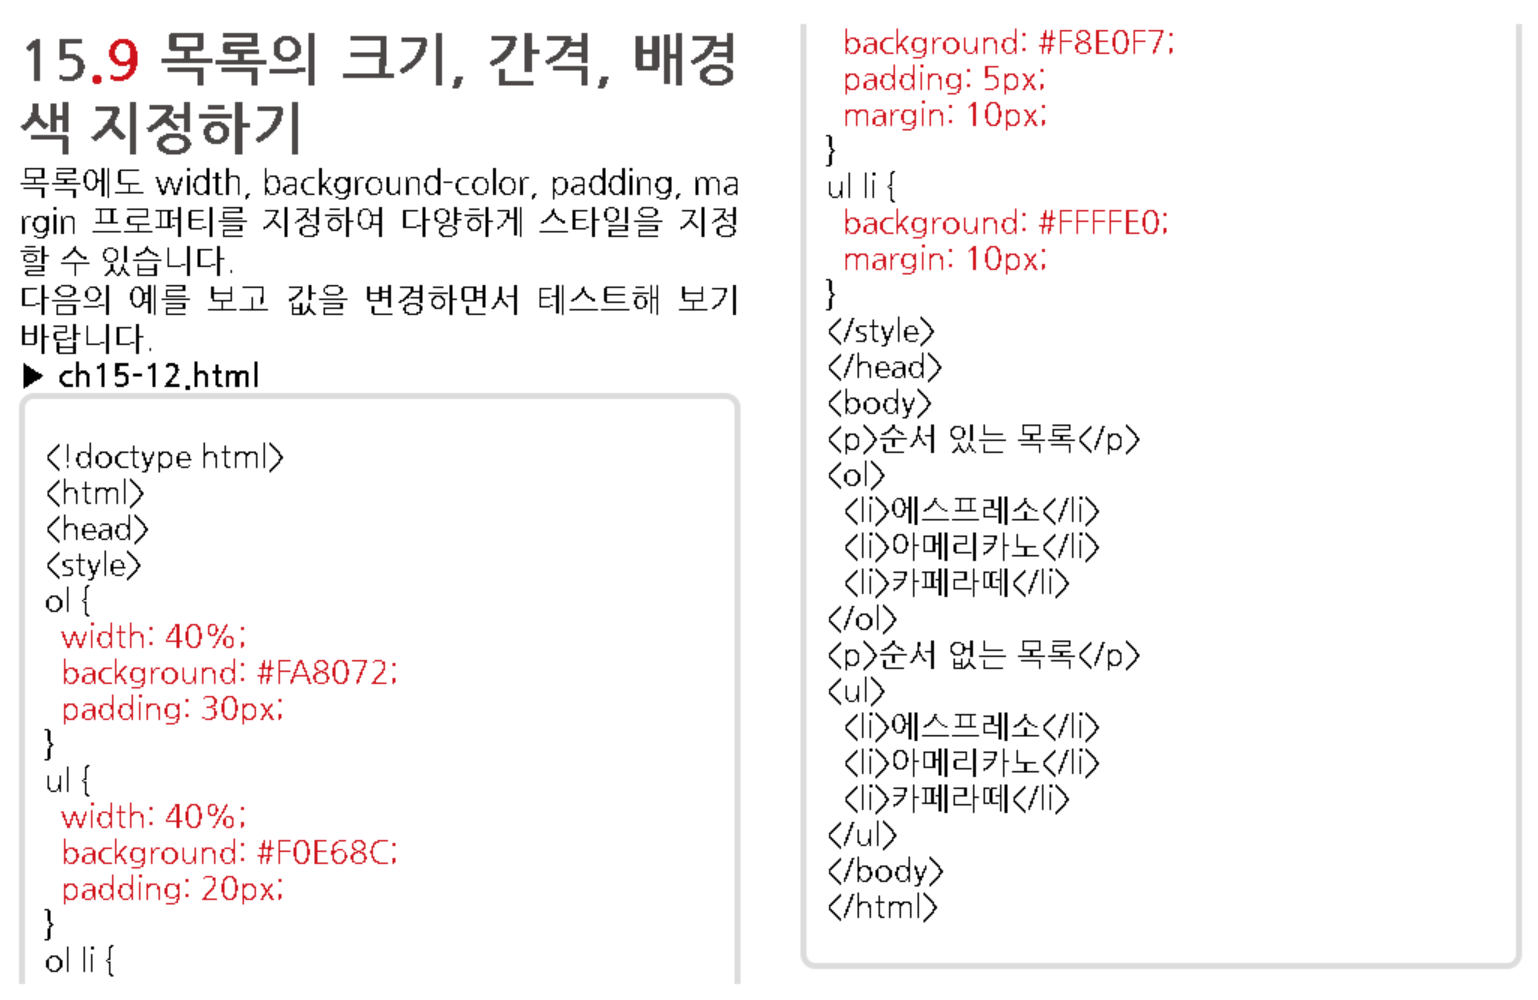 15.9 목록의 크기, 간격, 배경
색 지정하기
목록에도 width, background-color, padding, ma
rgin 프로퍼티를 지정하여 다양하게 스타일을 지정
할 수 있습니다.
다음의 예를 보고 값을 변경하면서 테스트해 보기
바랍니다.
▶ ch15-12.html
<!doctype html>
<html>
<head>
<style>
ol {
width: 40%;
background: #FA8072;
padding: 30px;
}
ul {
width: 40%;
background: #F0E68C;
padding: 20px;
}
ol li {
background: #F8E0F7;
padding: 5px;
margin: 10px;
}
ul li {
background: #FFFFE0;
margin: 10px;
}
</style>
</head>
<body>
<p>순서 있는 목록</p>
<ol>
<li>에스프레소</li>
<li>아메리카노</li>
<li>카페라떼</li>
</ol>
<p>순서 없는 목록</p>
<ul>
<li>에스프레소</li>
<li>아메리카노</li>
<li>카페라떼</li>
</ul>
</body>
</html>